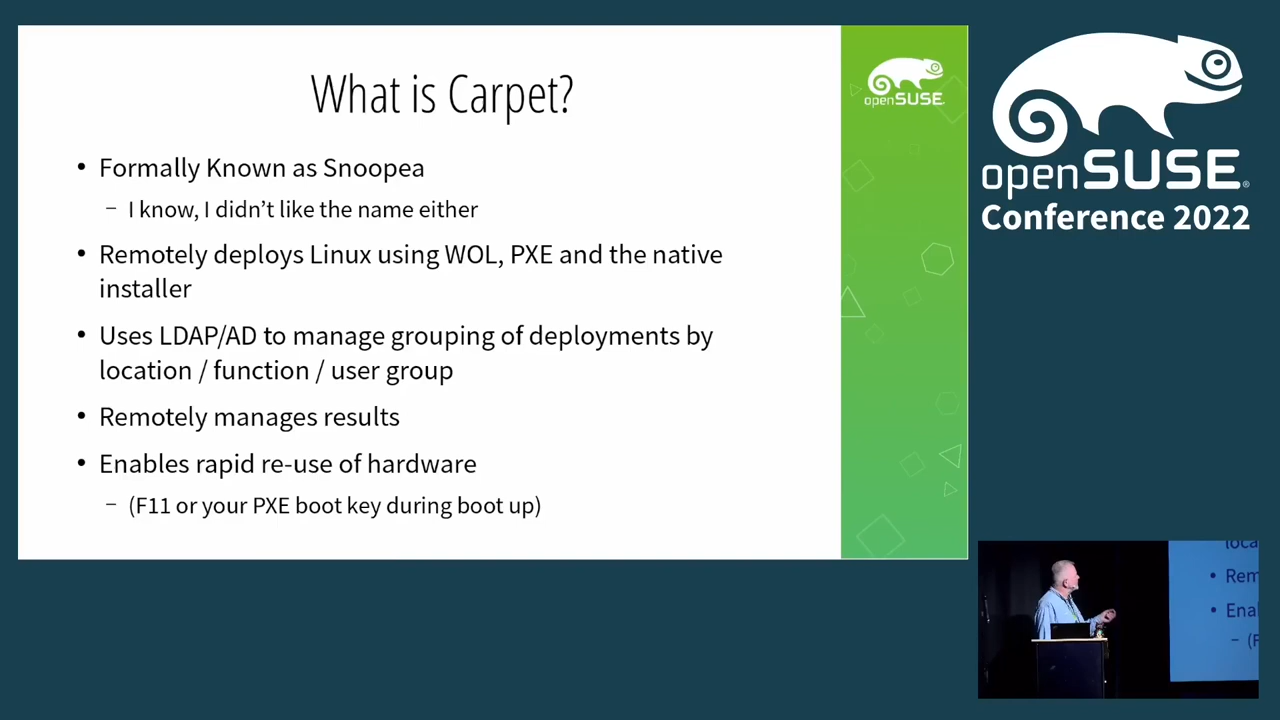 What is Carpet?
• Formally Known as Snoopea
– I know, I didn't like the name either
• Remotely deploys Linux using WOL, PXE and the native
installer
• Uses LDAP/AD to manage grouping of deployments by
location / function / user group
• Remotely manages results
• Enables rapid re-use of hardware
– (F11 or your PXE boot key during boot up)
openSUSE
openSUSE®
Conference 2022
loca
• Rem
• Ena
– (F